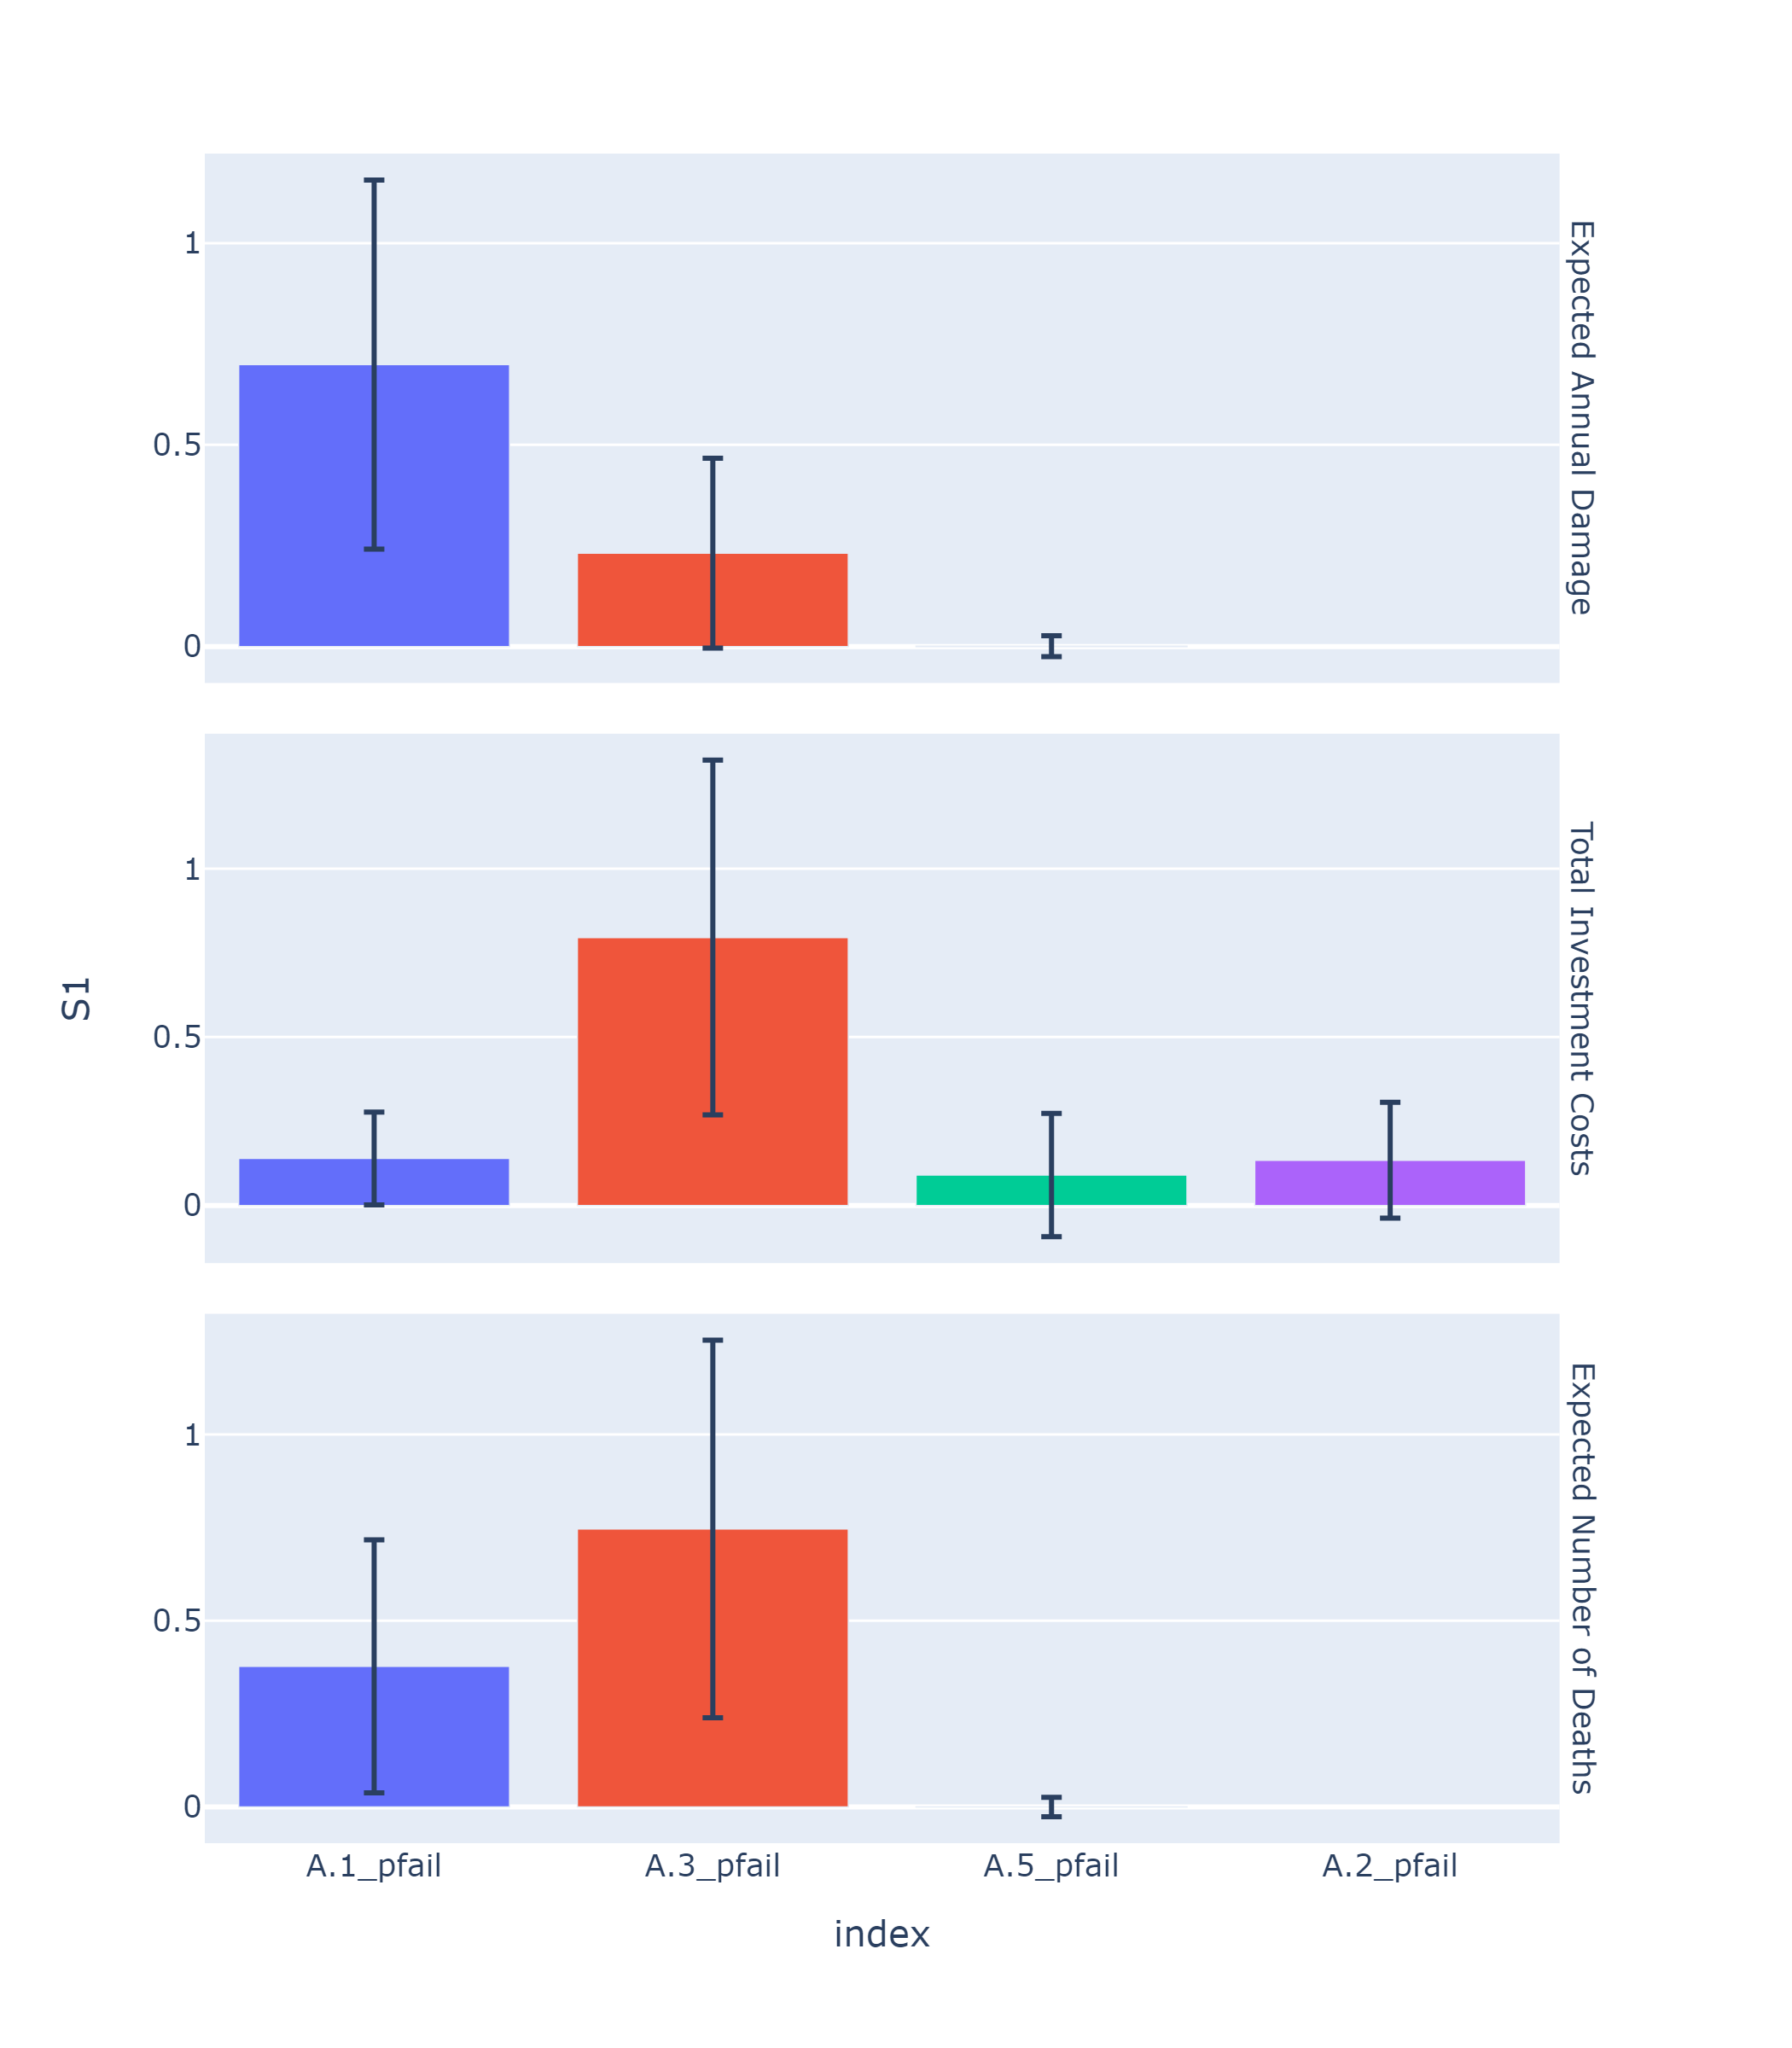 1
0.5
0
Expected Annual Damage
1
0.5
0
Total Investment Costs
S1
1
0.5
0
Expected Number of Deaths
A.1_pfail
A.3_pfail
A.5_pfail
A.2_pfail
index